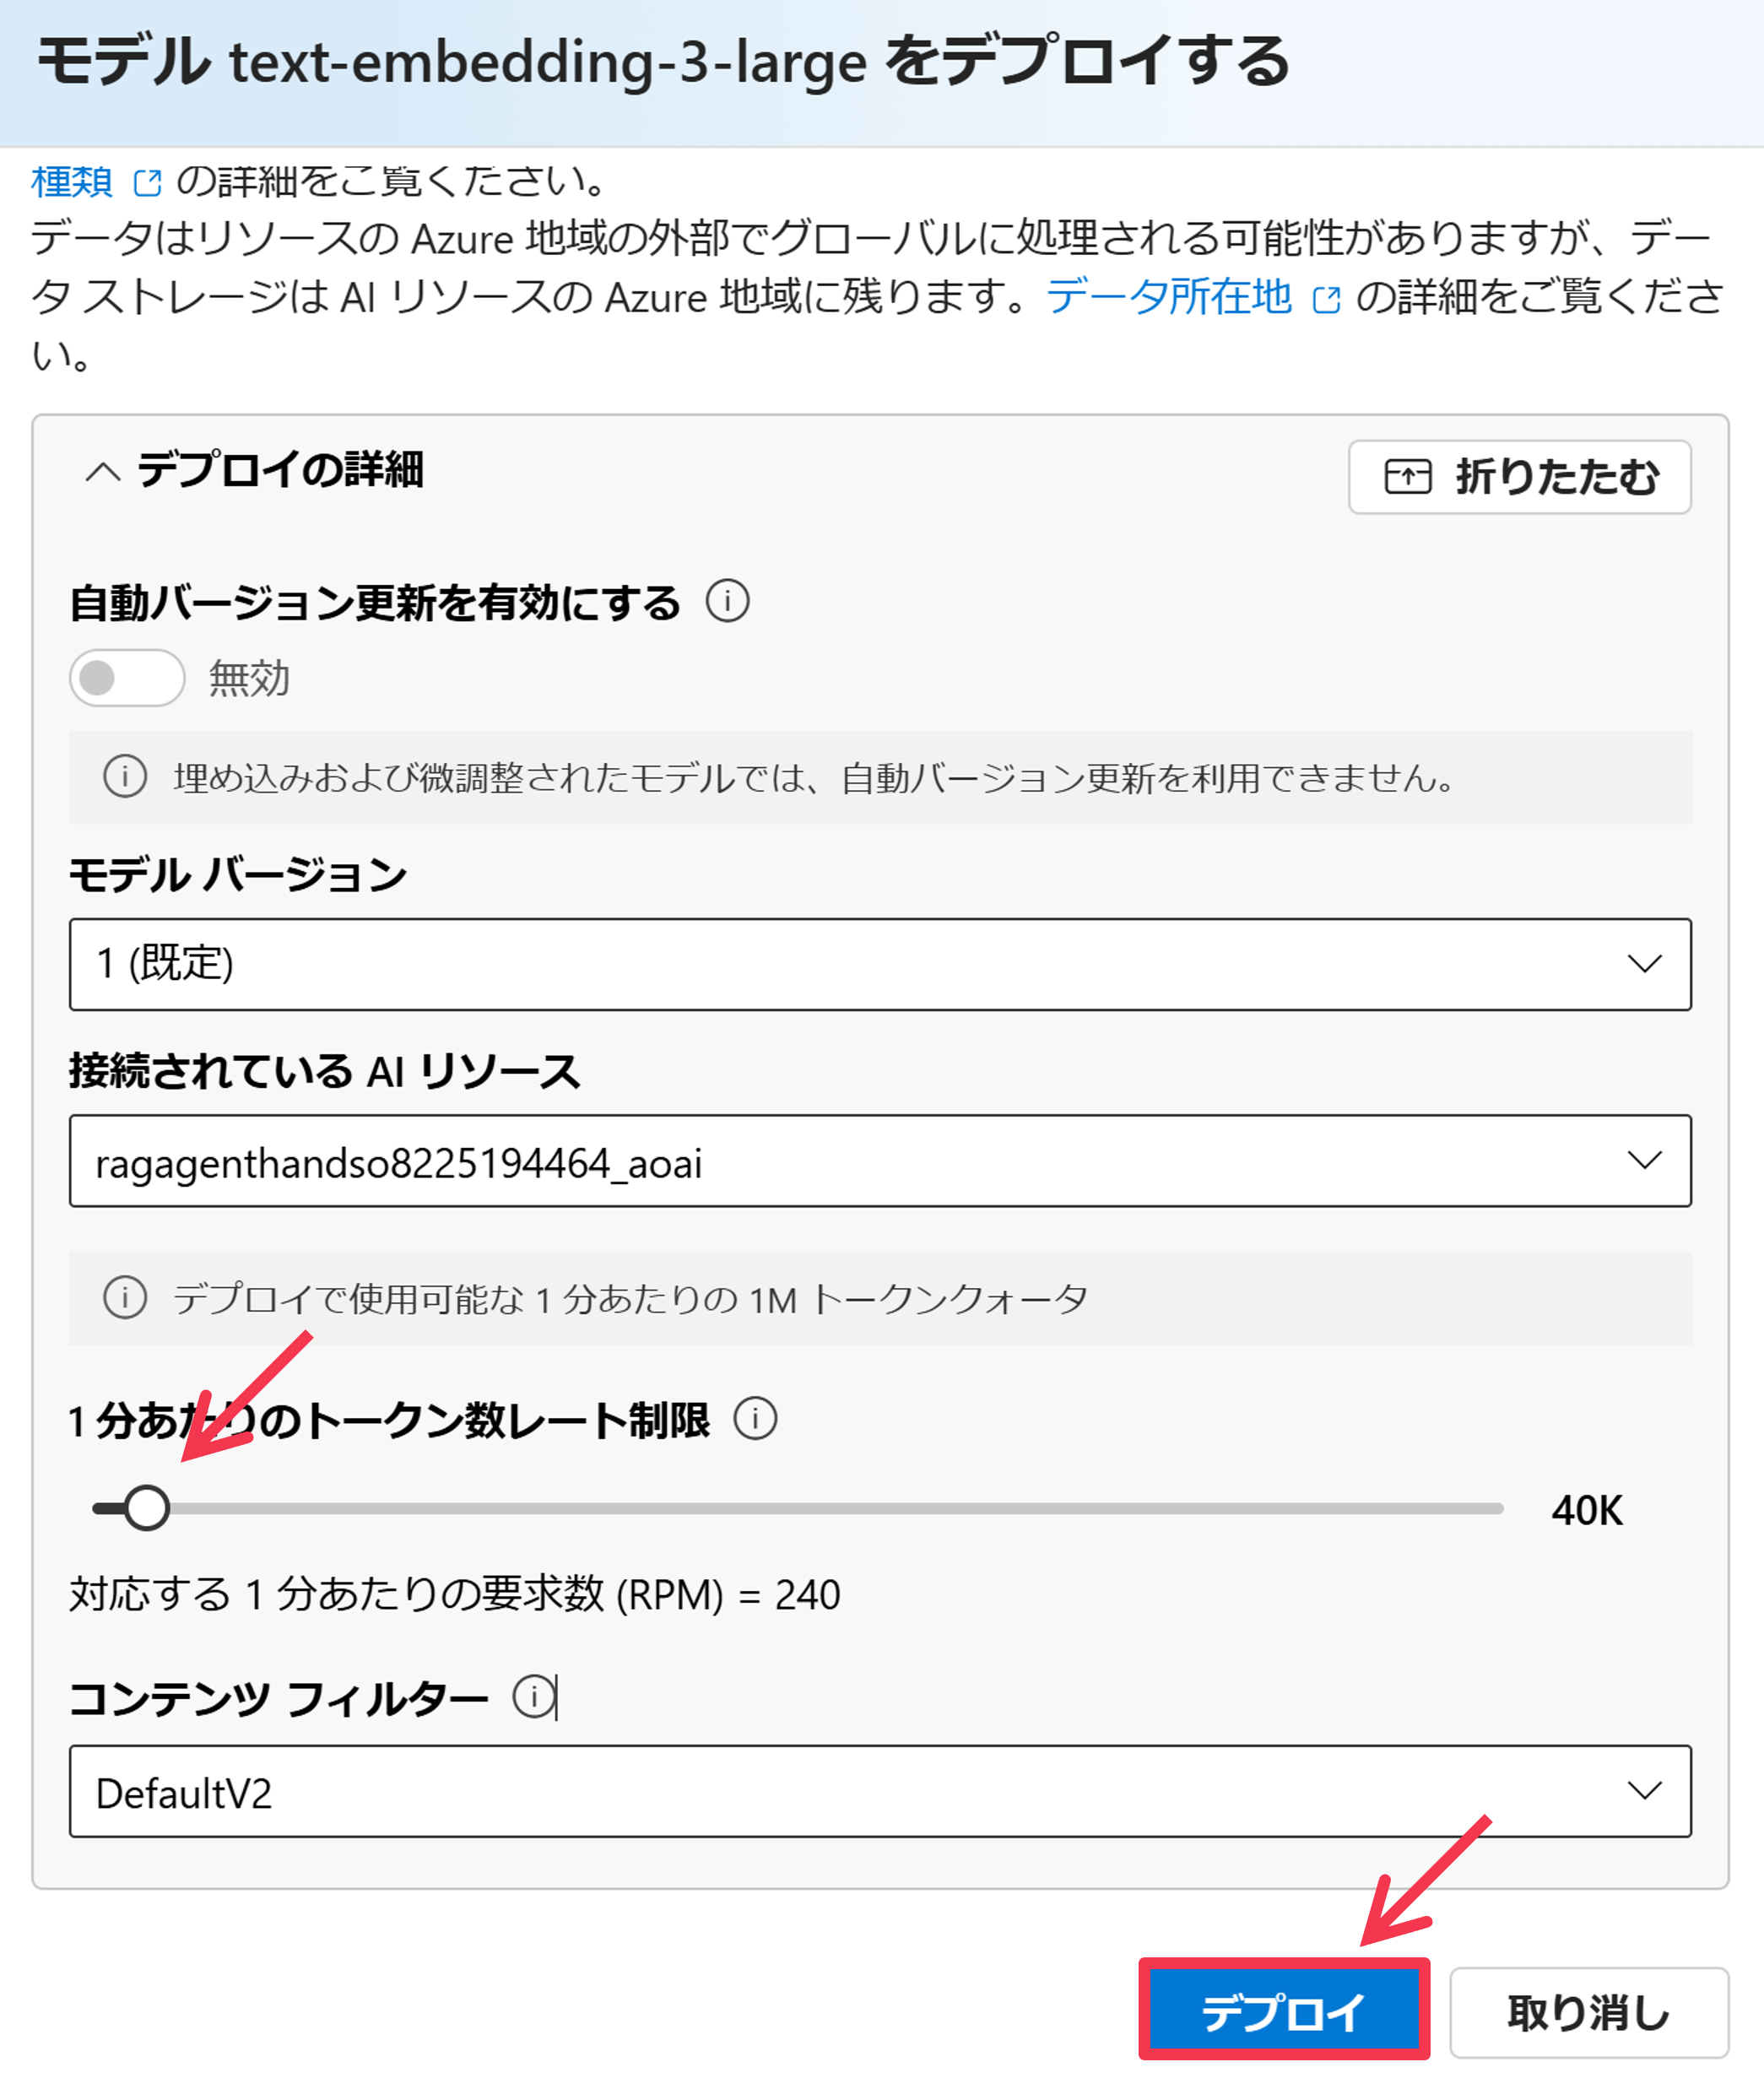 モデル text-embedding-3-large をデプロイする
種類 の詳細をご覧ください。
データはリソースの Azure 地域の外部でグローバルに処理される可能性がありますが、デー
タ ストレージは AI リソースの Azure 地域に残ります。データ所在地 の詳細をご覧くださ
い。
デプロイの詳細
折りたたむ
自動バージョン更新を有効にする
無効
埋め込みおよび微調整されたモデルでは、自動バージョン更新を利用できません。
モデル バージョン
1 (既定)
接続されている AI リソース
ragagenthandso8225194464_aoai
デプロイで使用可能な 1 分あたりの 1M トークンクォータ
1 分あたりのトークン数レート制限
40K
対応する 1 分あたりの要求数 (RPM) = 240
コンテンツ フィルター
DefaultV2
デプロイ
取り消し